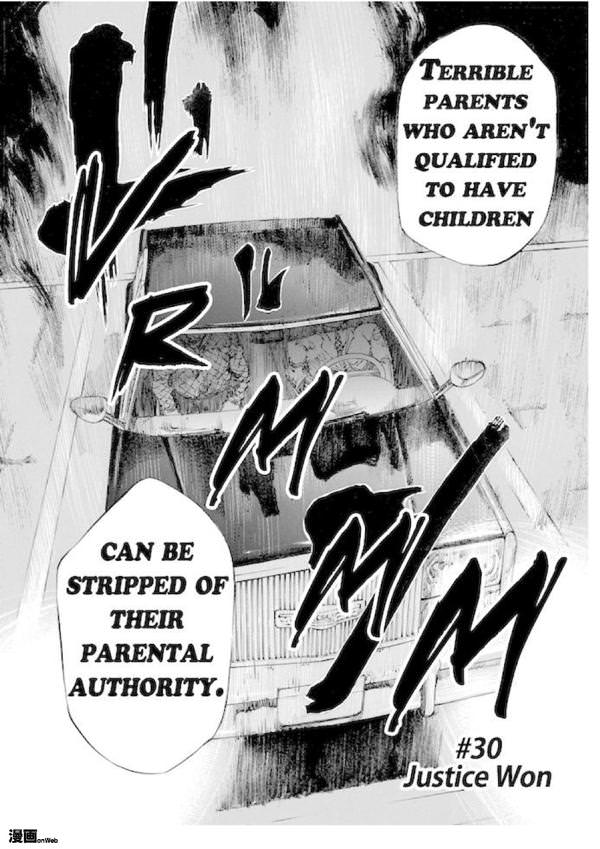 TERRIBLE
PARENTS
WHO AREN'T
QUALIFIED
TO HAVE
CHILDREN
VRMMM
CAN BE
STRIPPED OF
THEIR
PARENTAL
AUTHORITY.
#30
Justice Won
漫画onWeb